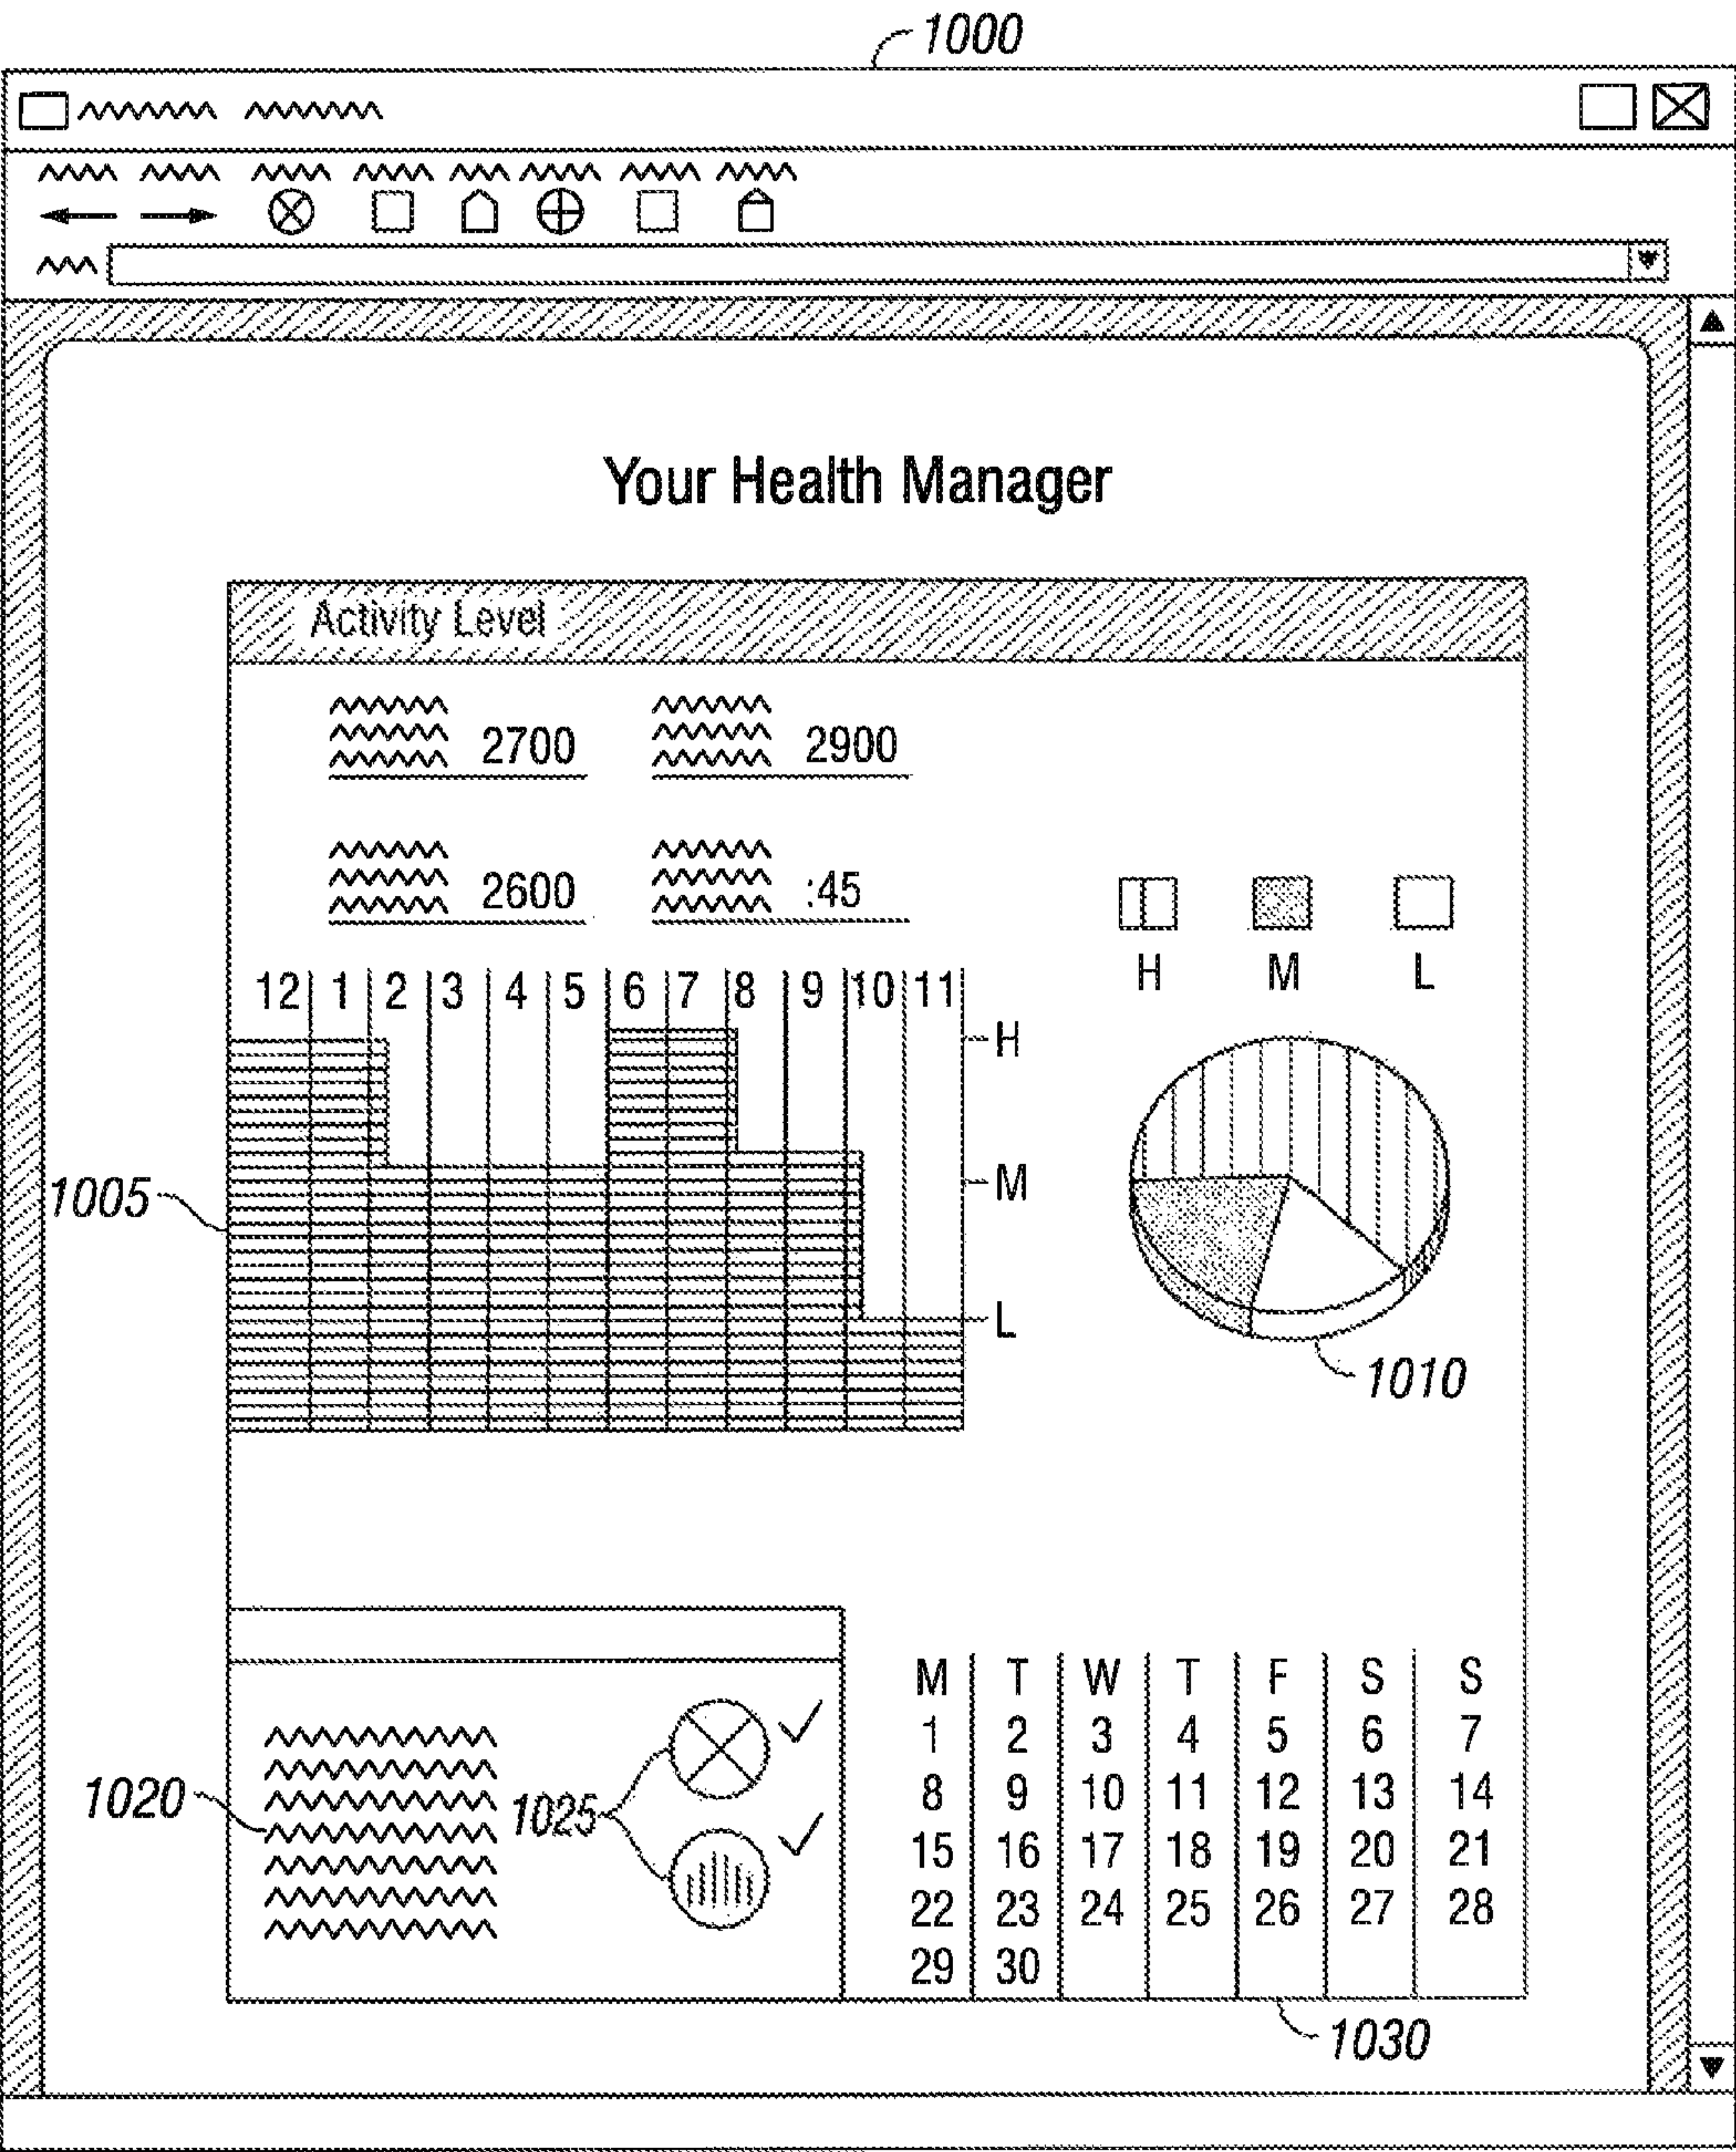 1000
Your Health Manager
Activity Level
2700 2900
2600 :45
H M L
12 1 2 3 4 5 6 7 8 9 10 11
H
M
L
1005
1010
M T W T F S S
1 2 3 4 5 6 7
8 9 10 11 12 13 14
15 16 17 18 19 20 21
22 23 24 25 26 27 28
29 30
1020
1025
1030